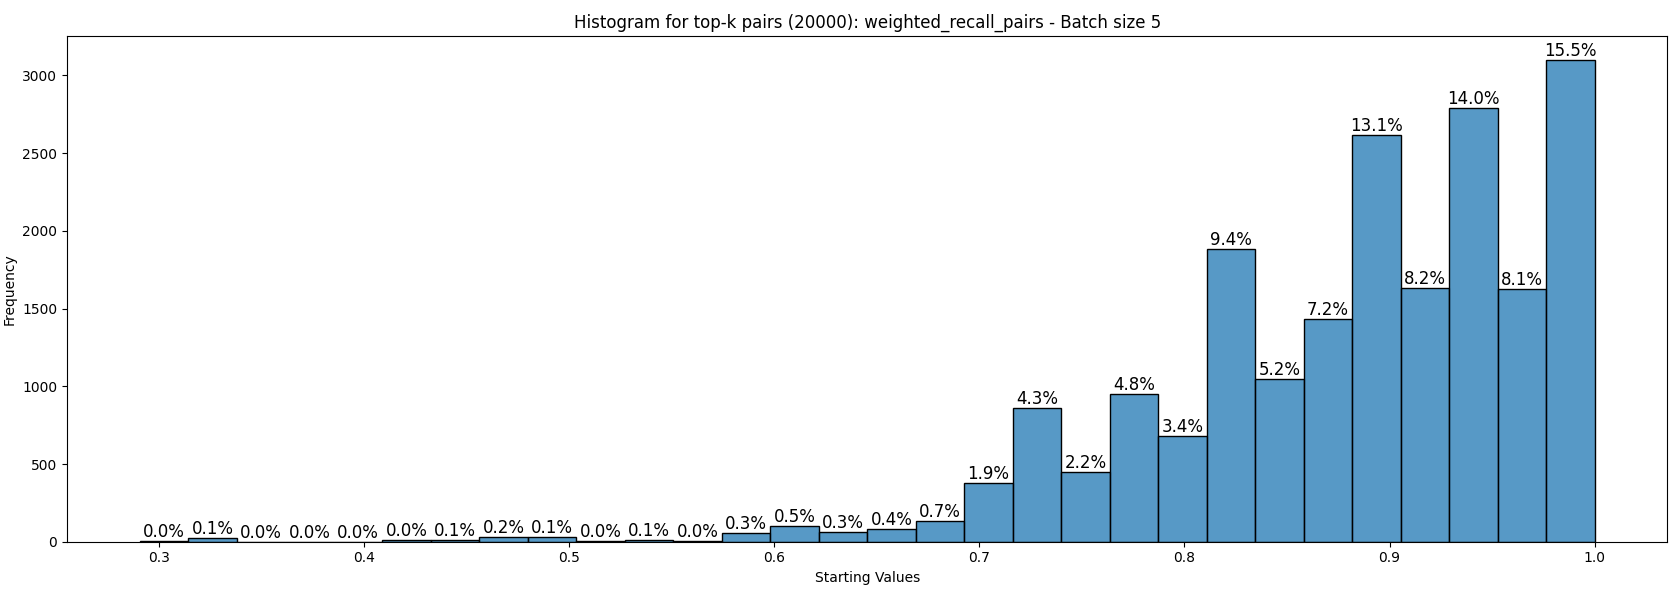 Histogram for top-k pairs (20000): weighted_recall_pairs - Batch size 5
Frequency
3000
2500
2000
1500
1000
500
0
0.0% 0.1% 0.0% 0.0% 0.0% 0.0% 0.1% 0.2% 0.1% 0.0% 0.1% 0.0% 0.3% 0.5% 0.3% 0.4% 0.7% 1.9% 4.3% 2.2% 4.8% 3.4% 9.4% 5.2% 7.2% 13.1% 8.2% 14.0% 8.1% 15.5%
0.3 0.4 0.5 0.6 0.7 0.8 0.9 1.0
Starting Values